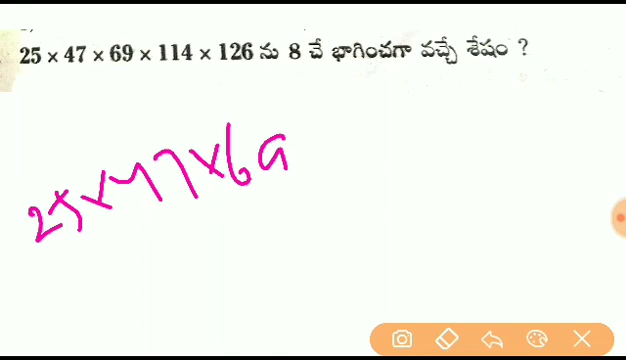 25 × 47 × 69 × 114 × 126 ను 8 చే భాగించగా వచ్చే శేషం ?
25×47×69